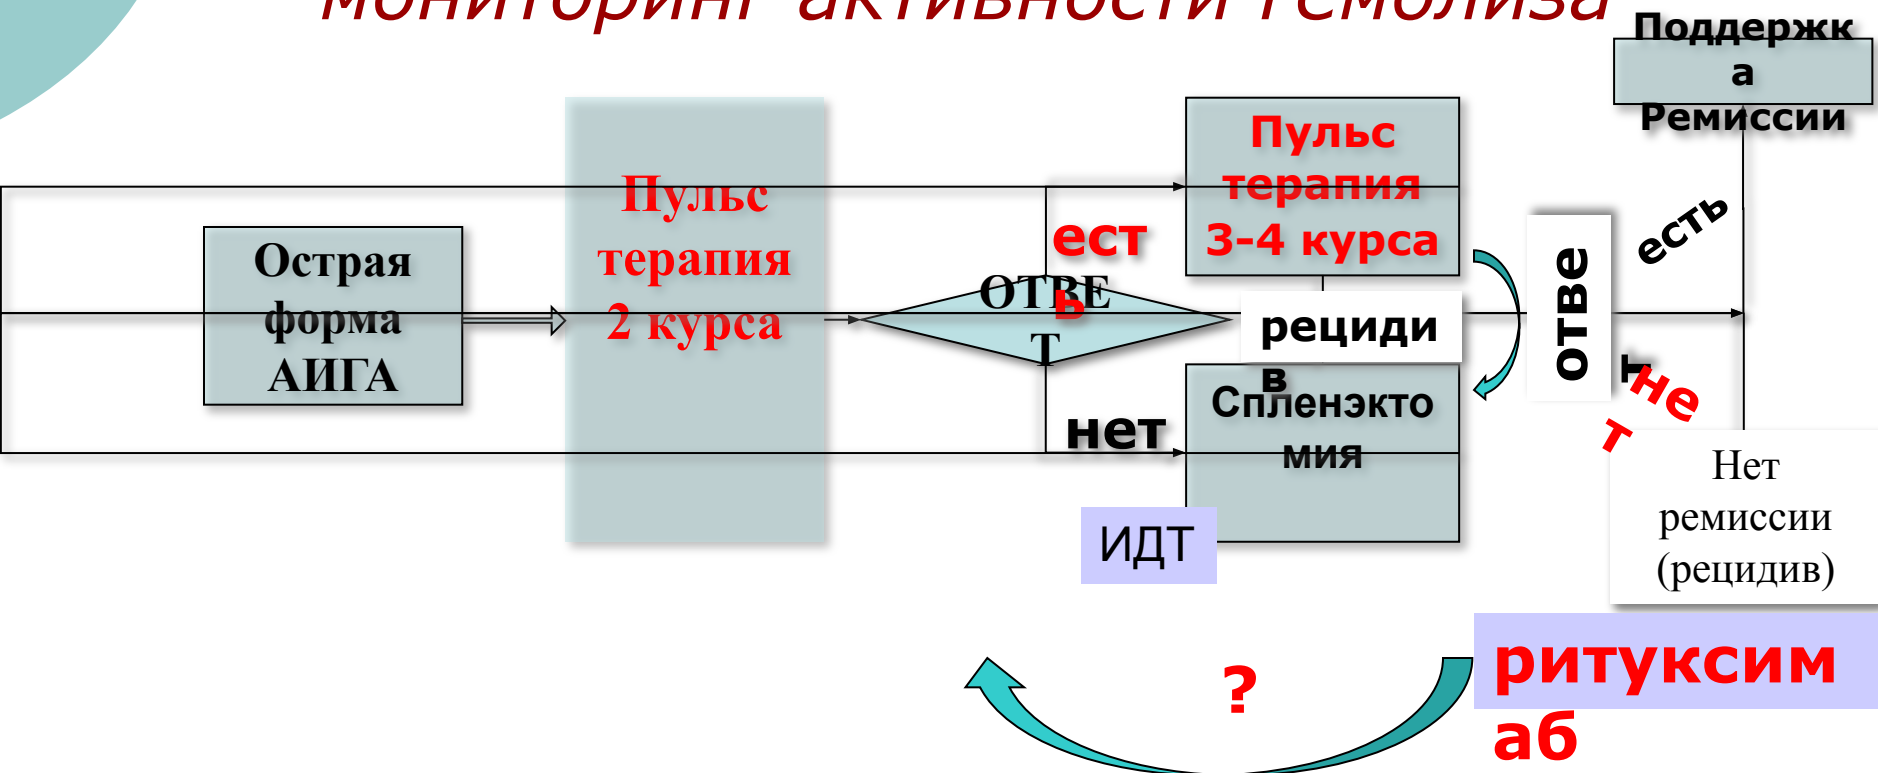 мониторинг активности гемолиза
Поддержк
а
Ремиссии
Острая
форма
АИГА
Пульс
терапия
2 курса
ОТВЕ
Т
ест
ь
нет
Пульс
терапия
3-4 курса
рециди
в
Спленэкто
мия
ИДТ
отве
т
есть
не
т
Нет
ремиссии
(рецидив)
ритуксим
аб
?